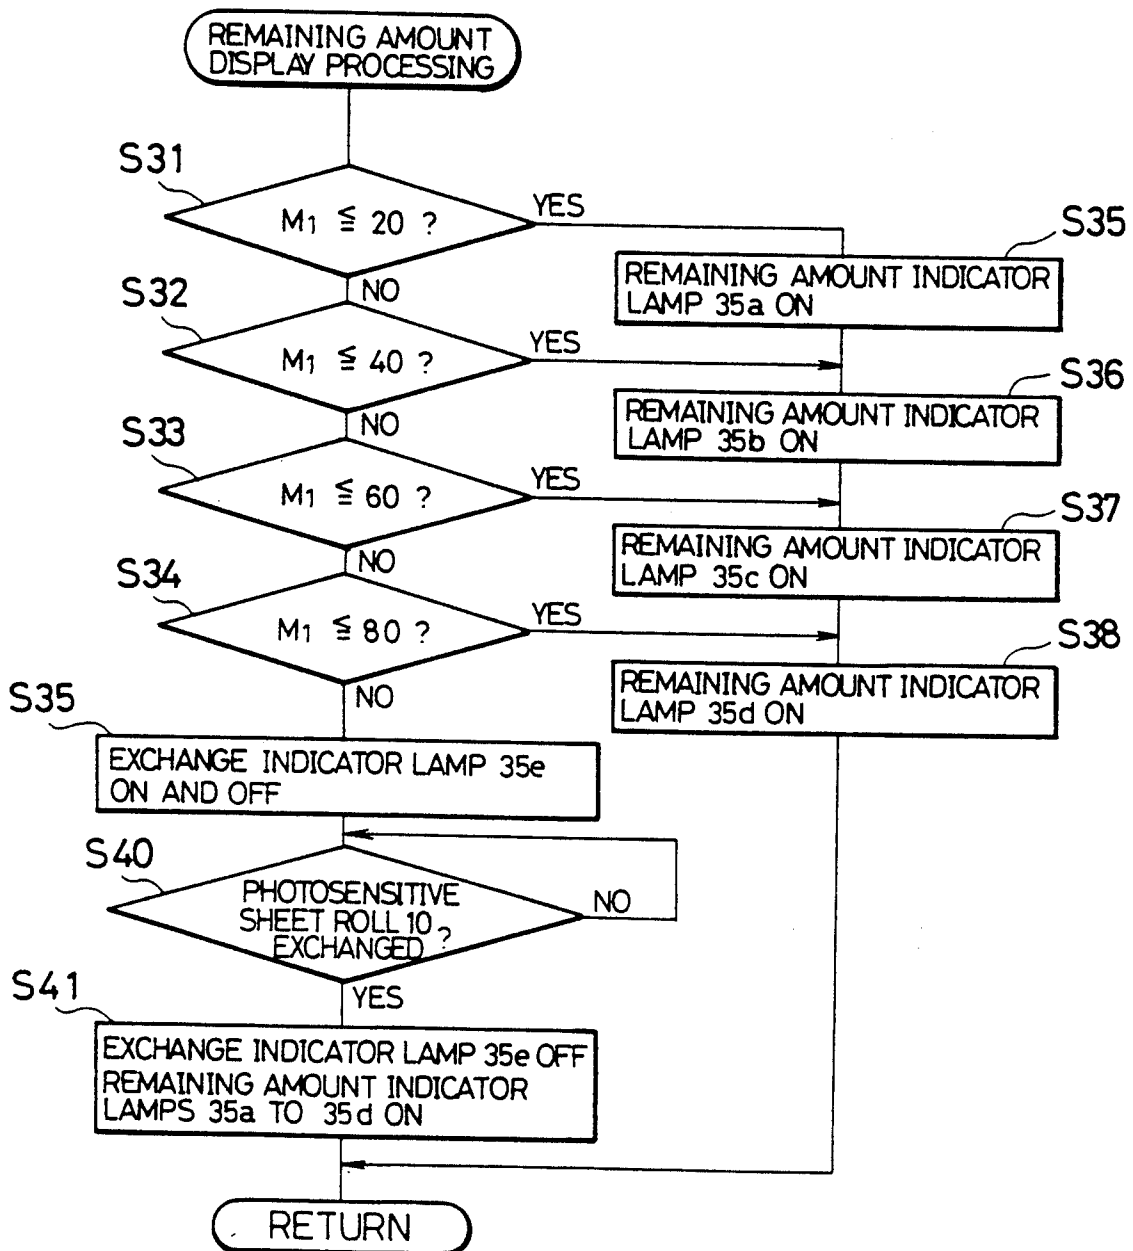 REMAINING AMOUNT
DISPLAY PROCESSING
S31
M1 ≦ 20 ?
YES
S35
REMAINING AMOUNT INDICATOR
LAMP 35a ON
NO
S32
M1 ≦ 40 ?
YES
S36
REMAINING AMOUNT INDICATOR
LAMP 35b ON
NO
S33
M1 ≦ 60 ?
YES
S37
REMAINING AMOUNT INDICATOR
LAMP 35c ON
NO
S34
M1 ≦ 80 ?
YES
S38
REMAINING AMOUNT INDICATOR
LAMP 35d ON
NO
S35
EXCHANGE INDICATOR LAMP 35e
ON AND OFF
S40
PHOTOSENSITIVE
SHEET ROLL 10
EXCHANGED ?
NO
YES
S41
EXCHANGE INDICATOR LAMP 35e OFF
REMAINING AMOUNT INDICATOR
LAMPS 35a TO 35d ON
RETURN